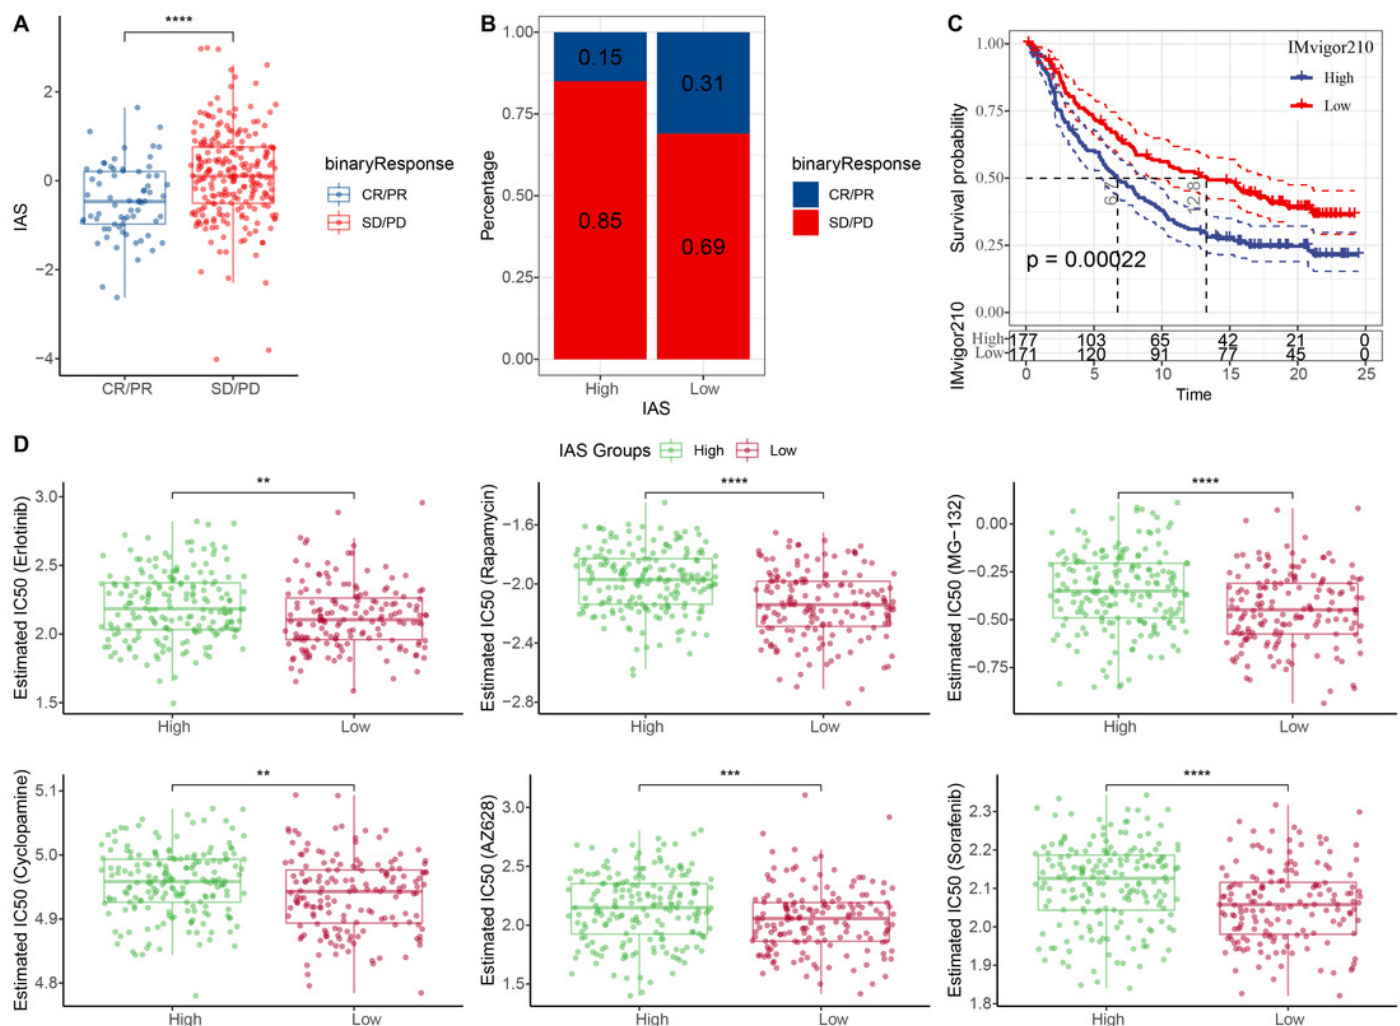 A
****
IAS
2
0
−2
−4
CR/PR
SD/PD
binaryResponse
CR/PR
SD/PD
B
Percentage
1.00
0.75
0.50
0.25
0.00
0.15
0.31
0.85
0.69
High
Low
IAS
binaryResponse
CR/PR
SD/PD
C
Survival probability
1.00
0.75
0.50
0.25
0.00
IMvigor210
High
Low
12.8
p = 0.00022
IMvigor210
High 177 103 65 42 21 0
Low 171 120 91 77 45 0
0 5 10 15 20 25
Time
D
IAS Groups High Low
Estimated IC50 (Erlotinib)
3.0
2.5
2.0
1.5
**
High
Low
Estimated IC50 (Rapamycin)
−1.6
−2.0
−2.4
−2.8
****
High
Low
Estimated IC50 (MG−132)
0.00
−0.25
−0.50
−0.75
****
High
Low
Estimated IC50 (Cyclopamine)
5.1
5.0
4.9
4.8
**
High
Low
Estimated IC50 (AZ628)
3.0
2.5
2.0
1.5
***
High
Low
Estimated IC50 (Sorafenib)
2.3
2.2
2.1
2.0
1.9
1.8
****
High
Low